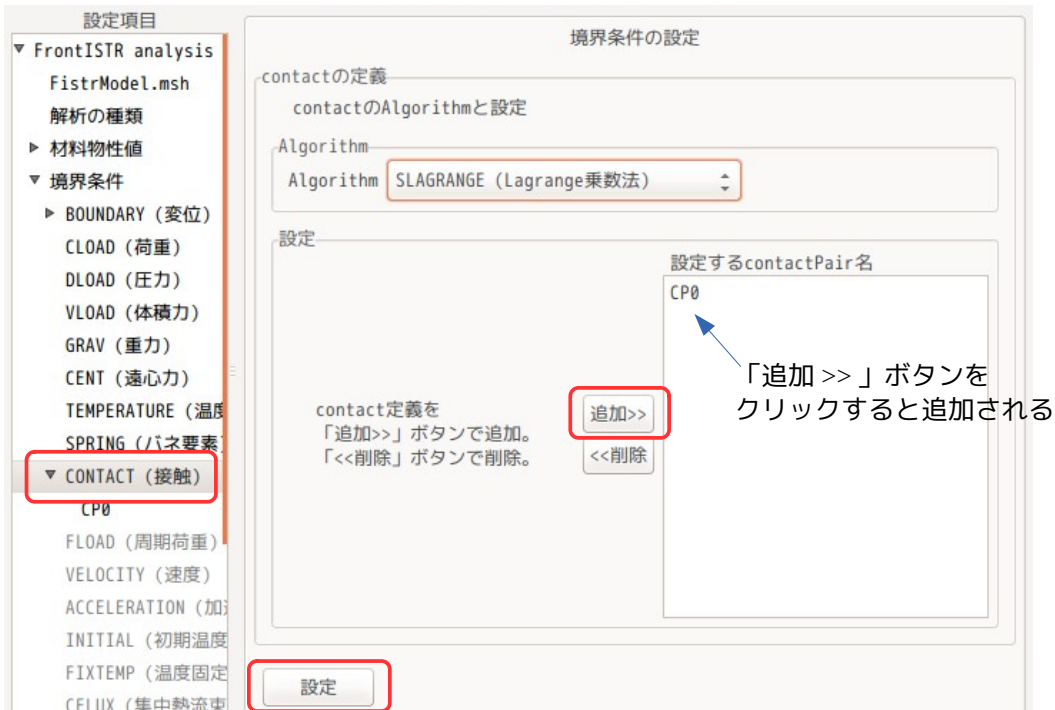 設定項目
▼ FrontISTR analysis
FistrModel.msh
解析の種類
▶ 材料物性値
▼ 境界条件
▶ BOUNDARY (変位)
CLOAD (荷重)
DLOAD (圧力)
VLOAD (体積力)
GRAV (重力)
CENT (遠心力)
TEMPERATURE (温度
SPRING (バネ要素)
▼ CONTACT (接触)
CP0
FLOAD (周期荷重)
VELOCITY (速度)
ACCELERATION (加速
INITIAL (初期温度
FIXTEMP (温度固定
CFLUX (集中熱流束
境界条件の設定
contactの定義
contactのAlgorithmと設定
Algorithm
Algorithm SLAGRANGE (Lagrange乗数法)
設定
設定するcontactPair名
CP0
「追加 >> 」ボタンを
クリックすると追加される
contact定義を
「追加>>」ボタンで追加。
「<<削除」ボタンで削除。
追加>>
<<削除
設定